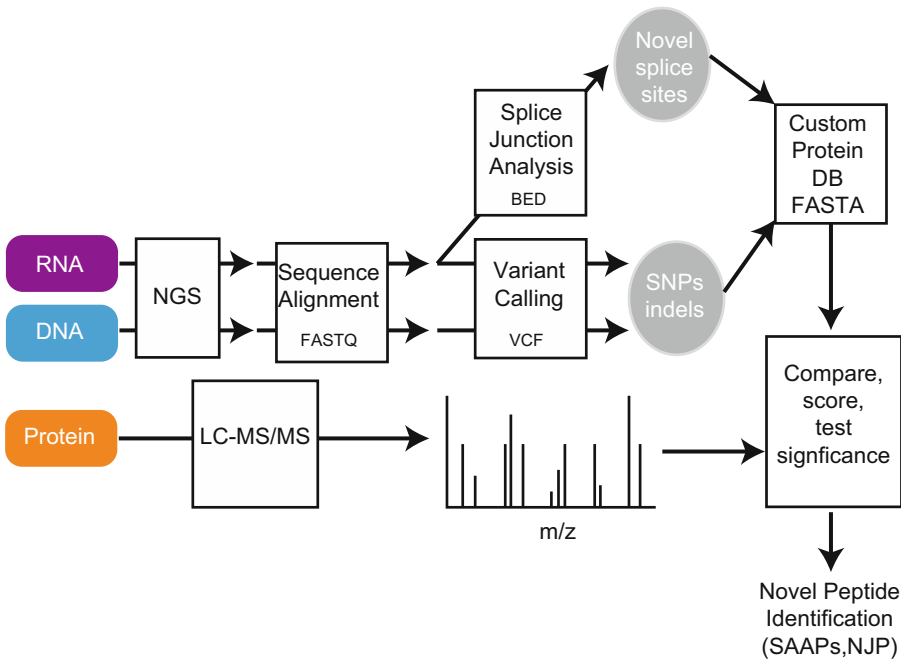 Novel
splice
sites
Splice
Junction
Analysis
BED
Custom
Protein
DB
FASTA
RNA
DNA
NGS
Sequence
Alignment
FASTQ
Variant
Calling
VCF
SNPs
indels
Protein
LC-MS/MS
m/z
Compare,
score,
test
signficance
Novel Peptide
Identification
(SAAPs,NJP)